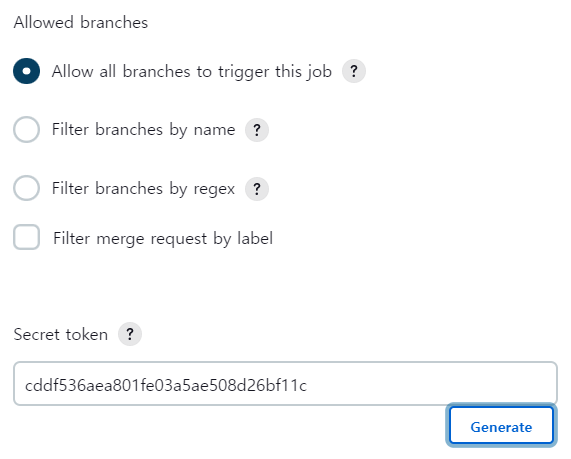 Allowed branches
Allow all branches to trigger this job ?
Filter branches by name ?
Filter branches by regex ?
Filter merge request by label
Secret token ?
cddf536aea801fe03a5ae508d26bf11c
Generate